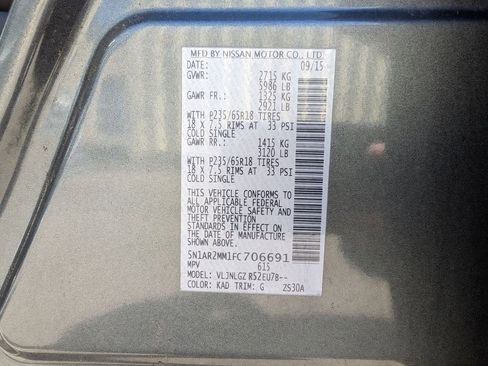 MFD BY NISSAN MOTOR CO., LTD.
DATE: 09/15
GVWR: 2715 KG
5986 LB
GAWR FR.: 1325 KG
2921 LB
WITH P235/65R18 TIRES
18 X 7.5 RIMS AT 33 PSI
COLD SINGLE
GAWR RR.: 1415 KG
3120 LB
WITH P235/65R18 TIRES
18 X 7.5 RIMS AT 33 PSI
COLD SINGLE
THIS VEHICLE CONFORMS TO
ALL APPLICABLE FEDERAL
MOTOR VEHICLE SAFETY AND
THEFT PREVENTION
STANDARDS IN EFFECT ON
THE DATE OF MANUFACTURE
SHOWN ABOVE.
5N1AR2MM1FC706691
MPV 615
MODEL: VLJNLGZ R52EU7B--
COLOR: KAD TRIM: G ZS30A